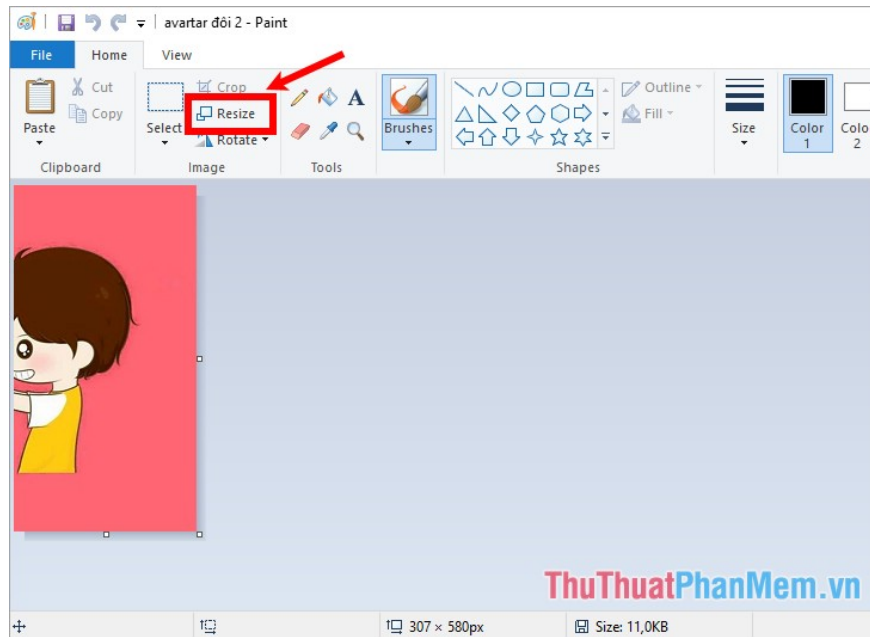 avartar đôi 2 - Paint
File Home View
Cut
Copy
Paste
Clipboard
Select
Crop
Resize
Rotate
Image
A
Tools
Brushes
Outline
Fill
Shapes
Size
Color 1
Colo 2
ThuThuatPhanMem.vn
307 × 580px
Size: 11,0KB